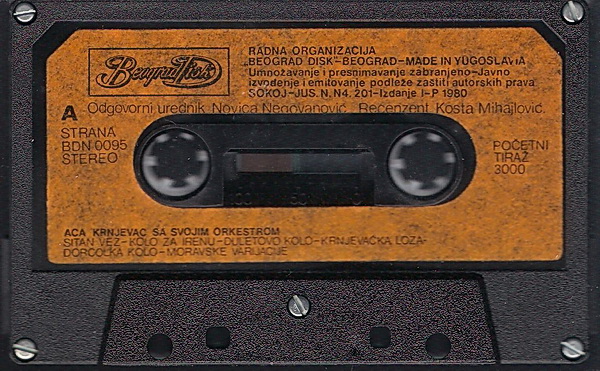 Beograd Disk
RADNA ORGANIZACIJA
„BEOGRAD DISK"-BEOGRAD-MADE IN YUGOSLAVIA
Umnožavanje i presnimavanje zabranjeno-Javno
izvođenje i emitovanje podleže zaštiti autorskih prava
SOKOJ-JUS. N. N4. 201-Izdanje I-P 1980
A Odgovorni urednik Novica Negovanović. Recenzent Kosta Mihajlović.
STRANA
BDN 0095
STEREO
POČETNI
TIRAŽ
3000
ACA KRNJEVAC SA SVOJIM ORKESTROM
SITAN VEZ-KOLO ZA IRENU-DULETOVO KOLO-KRNJEVAČKA LOZA-
DORĆOLKA KOLO-MORAVSKE VARIJACIJE